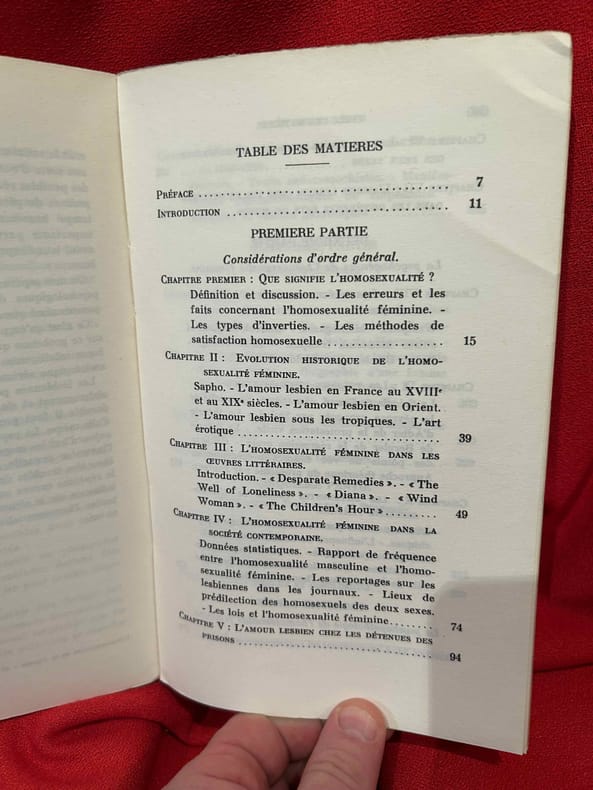 TABLE DES MATIERES
PRÉFACE ........................................ 7
INTRODUCTION .................................... 11
PREMIERE PARTIE
Considérations d'ordre général.
CHAPITRE PREMIER : QUE SIGNIFIE L'HOMOSEXUALITÉ ?
Définition et discussion. - Les erreurs et les
faits concernant l'homosexualité féminine. -
Les types d'inverties. - Les méthodes de
satisfaction homosexuelle .................... 15
CHAPITRE II : EVOLUTION HISTORIQUE DE L'HOMO-
SEXUALITÉ FÉMININE.
Sapho. - L'amour lesbien en France au XVIIIe
et au XIXe siècles. - L'amour lesbien en Orient.
- L'amour lesbien sous les tropiques. - L'art
érotique .................................... 39
CHAPITRE III : L'HOMOSEXUALITÉ FÉMININE DANS LES
ŒUVRES LITTÉRAIRES.
Introduction. - « Desparate Remedies ». - « The
Well of Loneliness ». - « Diana ». - « Wind
Woman ». - « The Children's Hour » ......... 49
CHAPITRE IV : L'HOMOSEXUALITÉ FÉMININE DANS LA
SOCIÉTÉ CONTEMPORAINE.
Données statistiques. - Rapport de fréquence
entre l'homosexualité masculine et l'homo-
sexualité féminine. - Les reportages sur les
lesbiennes dans les journaux. - Lieux de
prédilection des homosexuels des deux sexes.
- Les lois et l'homosexualité féminine........ 74
CHAPITRE V : L'AMOUR LESBIEN CHEZ LES DÉTENUES DES
PRISONS .................................... 94